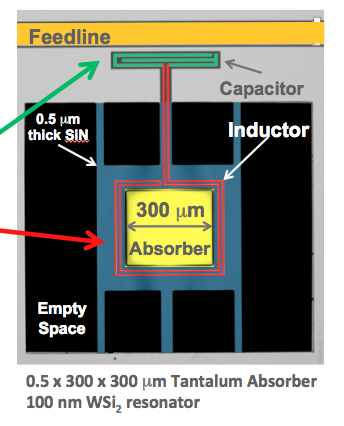 Feedline
Capacitor
0.5 μm
thick SiN
Inductor
300 μm
Absorber
Empty
Space
0.5 x 300 x 300 μm Tantalum Absorber
100 nm WSi₂ resonator